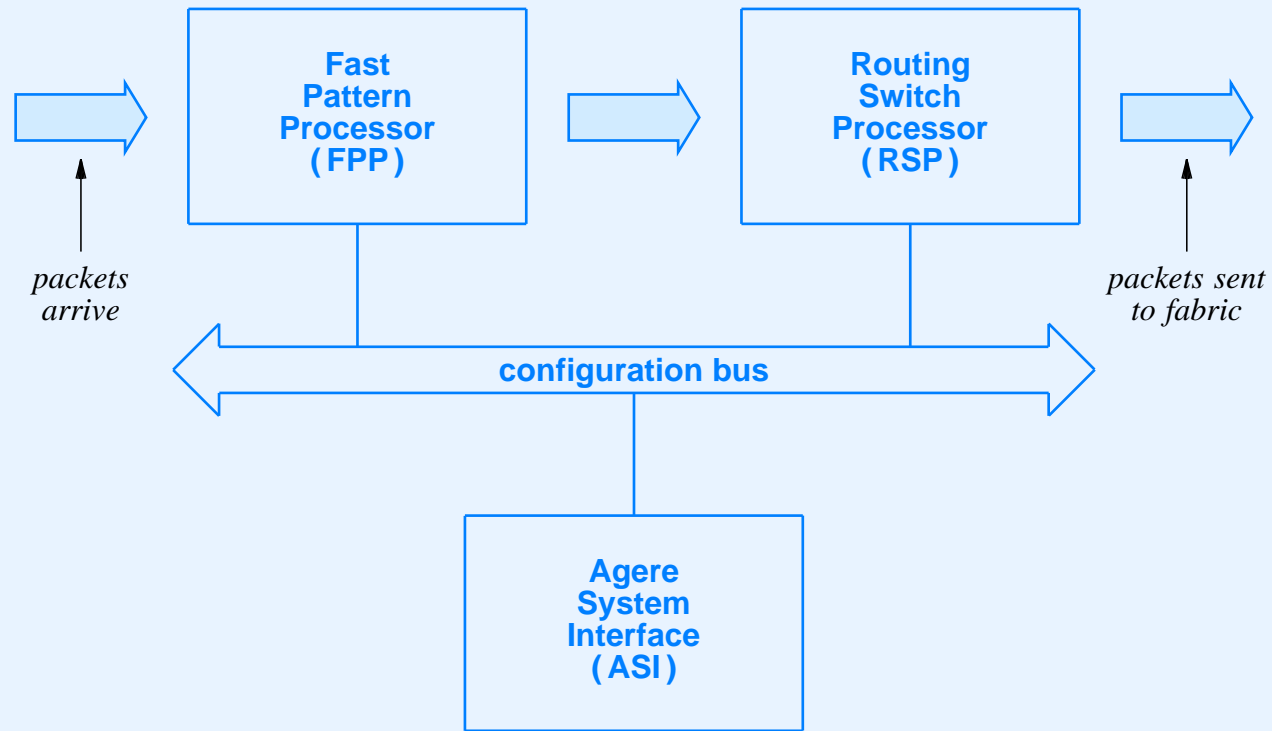 Fast
Pattern
Processor
(FPP)
Routing
Switch
Processor
(RSP)
packets
arrive
packets sent
to fabric
configuration bus
Agere
System
Interface
(ASI)